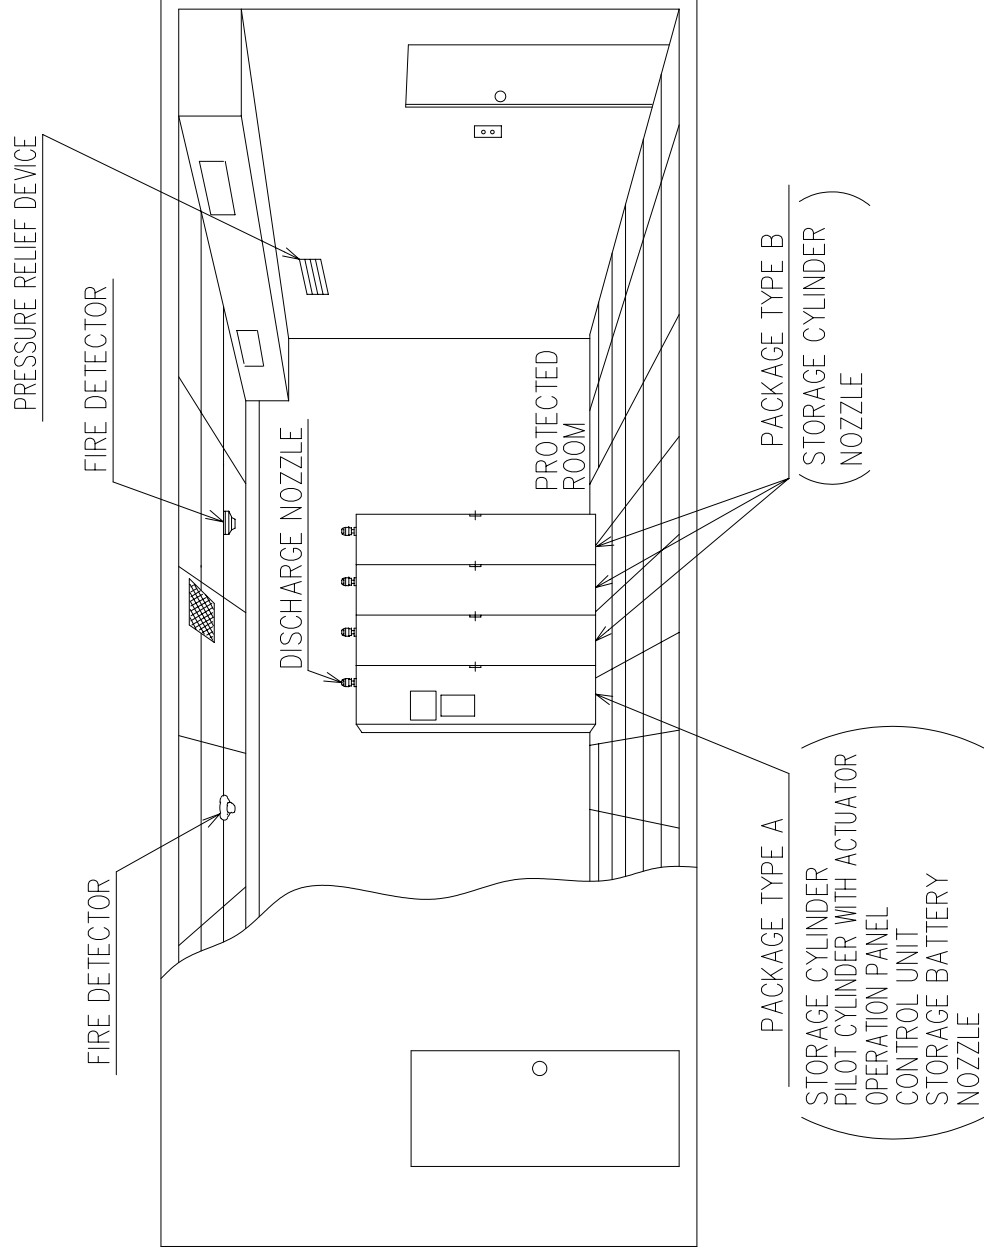 PRESSURE RELIEF DEVICE
FIRE DETECTOR
FIRE DETECTOR
DISCHARGE NOZZLE
PROTECTED
ROOM
PACKAGE TYPE A
STORAGE CYLINDER
PILOT CYLINDER WITH ACTUATOR
OPERATION PANEL
CONTROL UNIT
STORAGE BATTERY
NOZZLE
PACKAGE TYPE B
STORAGE CYLINDER
NOZZLE